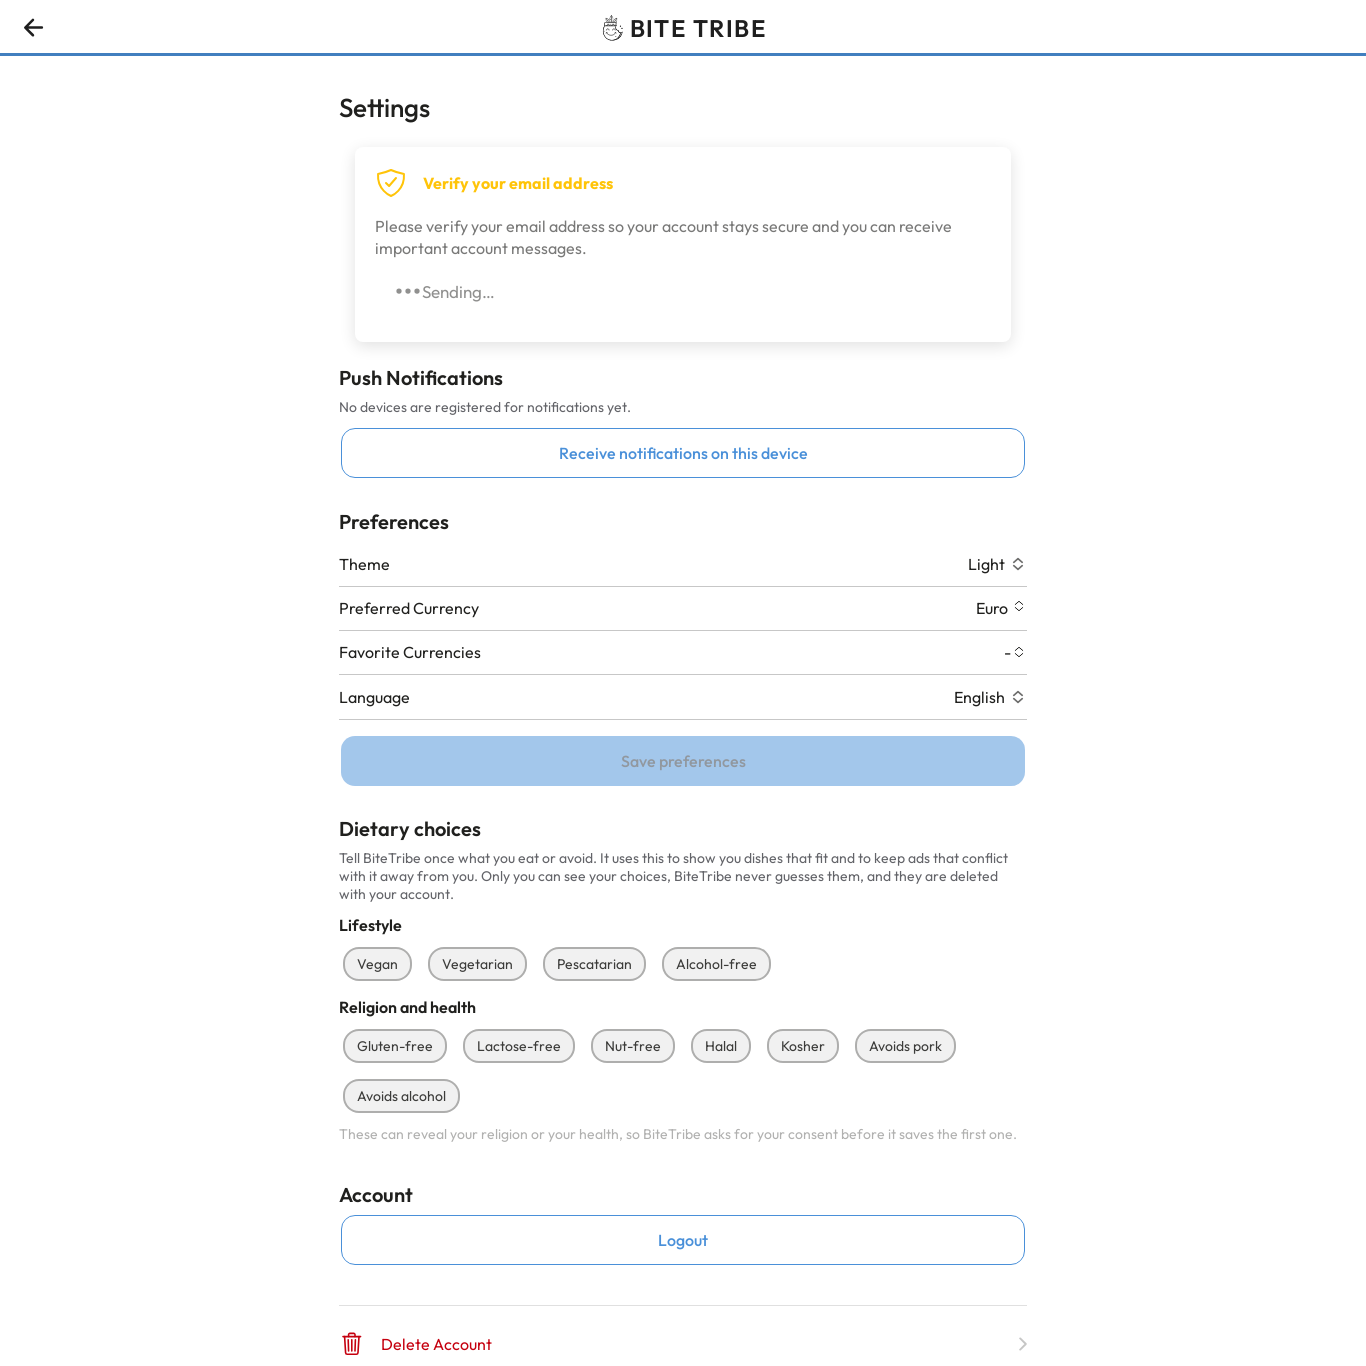 BITE TRIBE
Settings
Verify your email address
Please verify your email address so your account stays secure and you can receive
important account messages.
Sending...
Push Notifications
No devices are registered for notifications yet.
Receive notifications on this device
Preferences
Theme Light
Preferred Currency Euro
Favorite Currencies -
Language English
Save preferences
Dietary choices
Tell BiteTribe once what you eat or avoid. It uses this to show you dishes that fit and to keep ads that conflict
with it away from you. Only you can see your choices, BiteTribe never guesses them, and they are deleted
with your account.
Lifestyle
Vegan Vegetarian Pescatarian Alcohol-free
Religion and health
Gluten-free Lactose-free Nut-free Halal Kosher Avoids pork
Avoids alcohol
These can reveal your religion or your health, so BiteTribe asks for your consent before it saves the first one.
Account
Logout
Delete Account